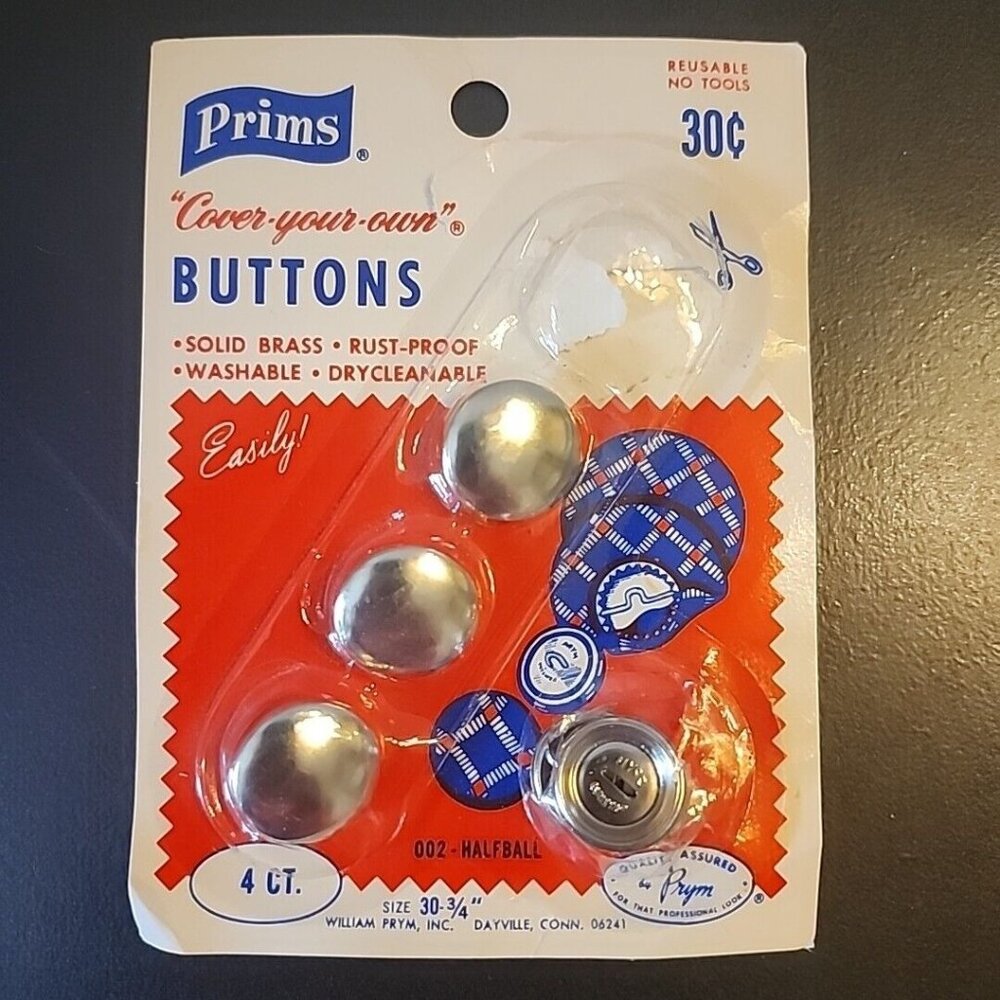 REUSABLE
NO TOOLS
30¢
Prims®
"Cover-your-own"®
BUTTONS
•SOLID BRASS • RUST-PROOF
•WASHABLE • DRYCLEANABLE
Easily!
002-HALFBALL
4 CT.
SIZE 30-3/4"
WILLIAM PRYM, INC. DAYVILLE, CONN. 06241
QUALITY ASSURED
by Prym
• FOR THAT PROFESSIONAL LOOK • ®